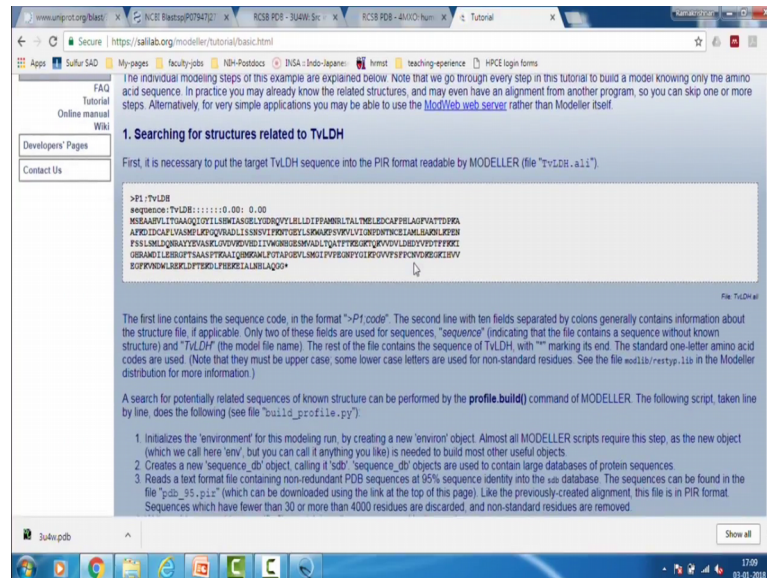 www.uniprot.org/blast/
NCBI Blast:sp|P07947|27
RCSB PDB - 3U4W: Src
RCSB PDB - 4MXO: hum
Tutorial
Secure | https://salilab.org/modeller/tutorial/basic.html
Apps Sulfur SAD My-pages faculty-jobs NIH-Postdocs INSA :: Indo-Japanes hrmst teaching-eperience HPCE login forms
FAQ
Tutorial
Online manual
Wiki
Developers' Pages
Contact Us
The individual modeling steps of this example are explained below. Note that we go through every step in this tutorial to build a model knowing only the amino
acid sequence. In practice you may already know the related structures, and may even have an alignment from another program, so you can skip one or more
steps. Alternatively, for very simple applications you may be able to use the ModWeb web server rather than Modeller itself.
1. Searching for structures related to TvLDH
First, it is necessary to put the target TvLDH sequence into the PIR format readable by MODELLER (file "TvLDH.ali").
>P1;TvLDH
sequence:TvLDH:::::::0.00: 0.00
MSEAAHVLITGAAGQIGYILSHWIASGELYGDRQVYLHLLDIPPAMNRLTALTMELEDCAFPHLAGFVATTDPKA
AFKDIDCAFLVASMPLKPGQVRADLISSNSVIFKNTGEYLSKWAKPSVKVLVIGNPDNTNCEIAMLHAKNLKPEN
FSSLSMLDQNRAYYEVASKLGVDVKDVHDIIVWGNHGESMVADLTQATFTKEGKTQKVVDVLDHDYVFDTFFKKI
GHRAWDILEHRGFTSAASPTKAAIQHMKAWLFGTAPGEVLSMGIPVPEGNPYGIKPGVVFSFPCNVDKEGKIHVV
EGFKVNDWLREKLDFTEKDLFHEKEIALNHLAQGG*
File: TvLDH.ali
The first line contains the sequence code, in the format ">P1;code". The second line with ten fields separated by colons generally contains information about
the structure file, if applicable. Only two of these fields are used for sequences, "sequence" (indicating that the file contains a sequence without known
structure) and "TvLDH" (the model file name). The rest of the file contains the sequence of TvLDH, with "*" marking its end. The standard one-letter amino acid
codes are used. (Note that they must be upper case; some lower case letters are used for non-standard residues. See the file modlib/restyp.lib in the Modeller
distribution for more information.)
A search for potentially related sequences of known structure can be performed by the profile.build() command of MODELLER. The following script, taken line
by line, does the following (see file "build_profile.py"):
1. Initializes the 'environment' for this modeling run, by creating a new 'environ' object. Almost all MODELLER scripts require this step, as the new object
(which we call here 'env', but you can call it anything you like) is needed to build most other useful objects.
2. Creates a new 'sequence_db' object, calling it 'sdb'. 'sequence_db' objects are used to contain large databases of protein sequences.
3. Reads a text format file containing non-redundant PDB sequences at 95% sequence identity into the sdb database. The sequences can be found in the
file "pdb_95.pir" (which can be downloaded using the link at the top of this page). Like the previously-created alignment, this file is in PIR format.
Sequences which have fewer than 30 or more than 4000 residues are discarded, and non-standard residues are removed.
3u4w.pdb
Show all
17:09
03-01-2018